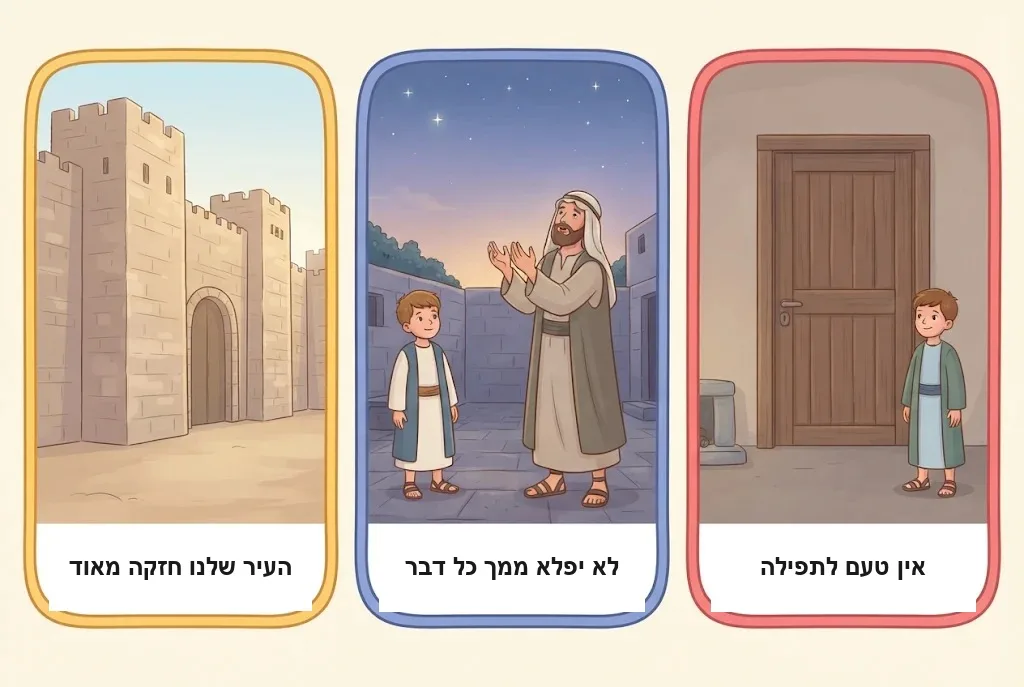 אין טעם לתפילה
לא יפלא ממך כל דבר
העיר שלנו חזקה מאוד